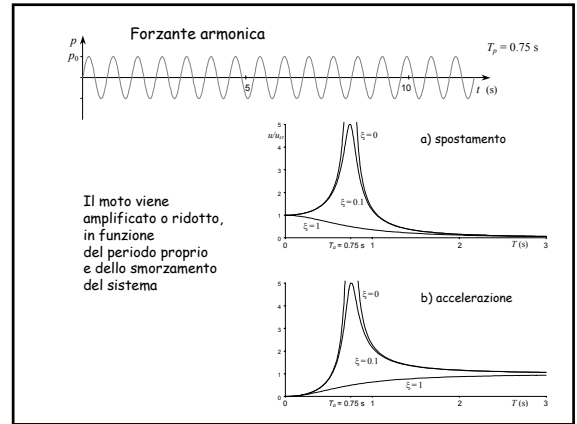 Forzante armonica
p
p₀
Tₚ = 0.75 s
5
10
t (s)
Il moto viene
amplificato o ridotto,
in funzione
del periodo proprio
e dello smorzamento
del sistema
a) spostamento
5
u/uₛₜ
4
3
2
1
0
ξ=0
ξ=0.1
ξ=1
0
Tₚ = 0.75 s
1
2
T (s)
3
b) accelerazione
5
4
3
2
1
0
ξ=0
ξ=0.1
ξ=1
0
Tₚ = 0.75 s
1
2
T (s)
3